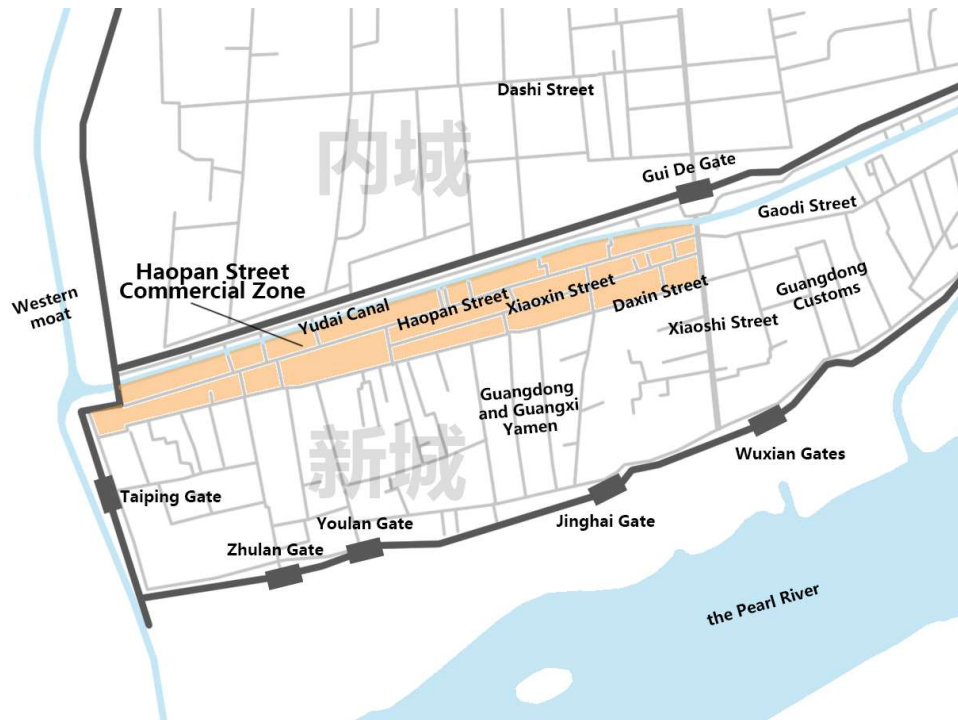 Dashi Street
内城
Gui De Gate
Gaodi Street
Haopan Street
Commercial Zone
Western
moat
Yudai Canal
Haopan Street
Xiaoxin Street
Daxin Street
Guangdong
Customs
Xiaoshi Street
Guangdong
and Guangxi
Yamen
新城
Wuxian Gates
Taiping Gate
Youlan Gate
Jinghai Gate
Zhulan Gate
the Pearl River